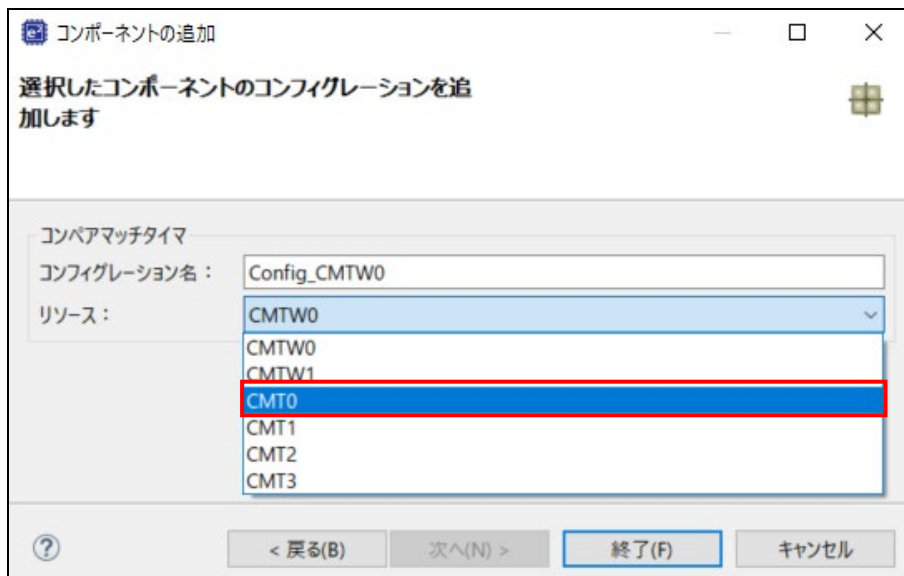 コンポーネントの追加
選択したコンポーネントのコンフィグレーションを追
加します
コンペアマッチタイマ
コンフィグレーション名：
Config_CMTW0
リソース：
CMTW0
CMTW0
CMTW1
CMT0
CMT1
CMT2
CMT3
< 戻る(B)
次へ(N) >
終了(F)
キャンセル